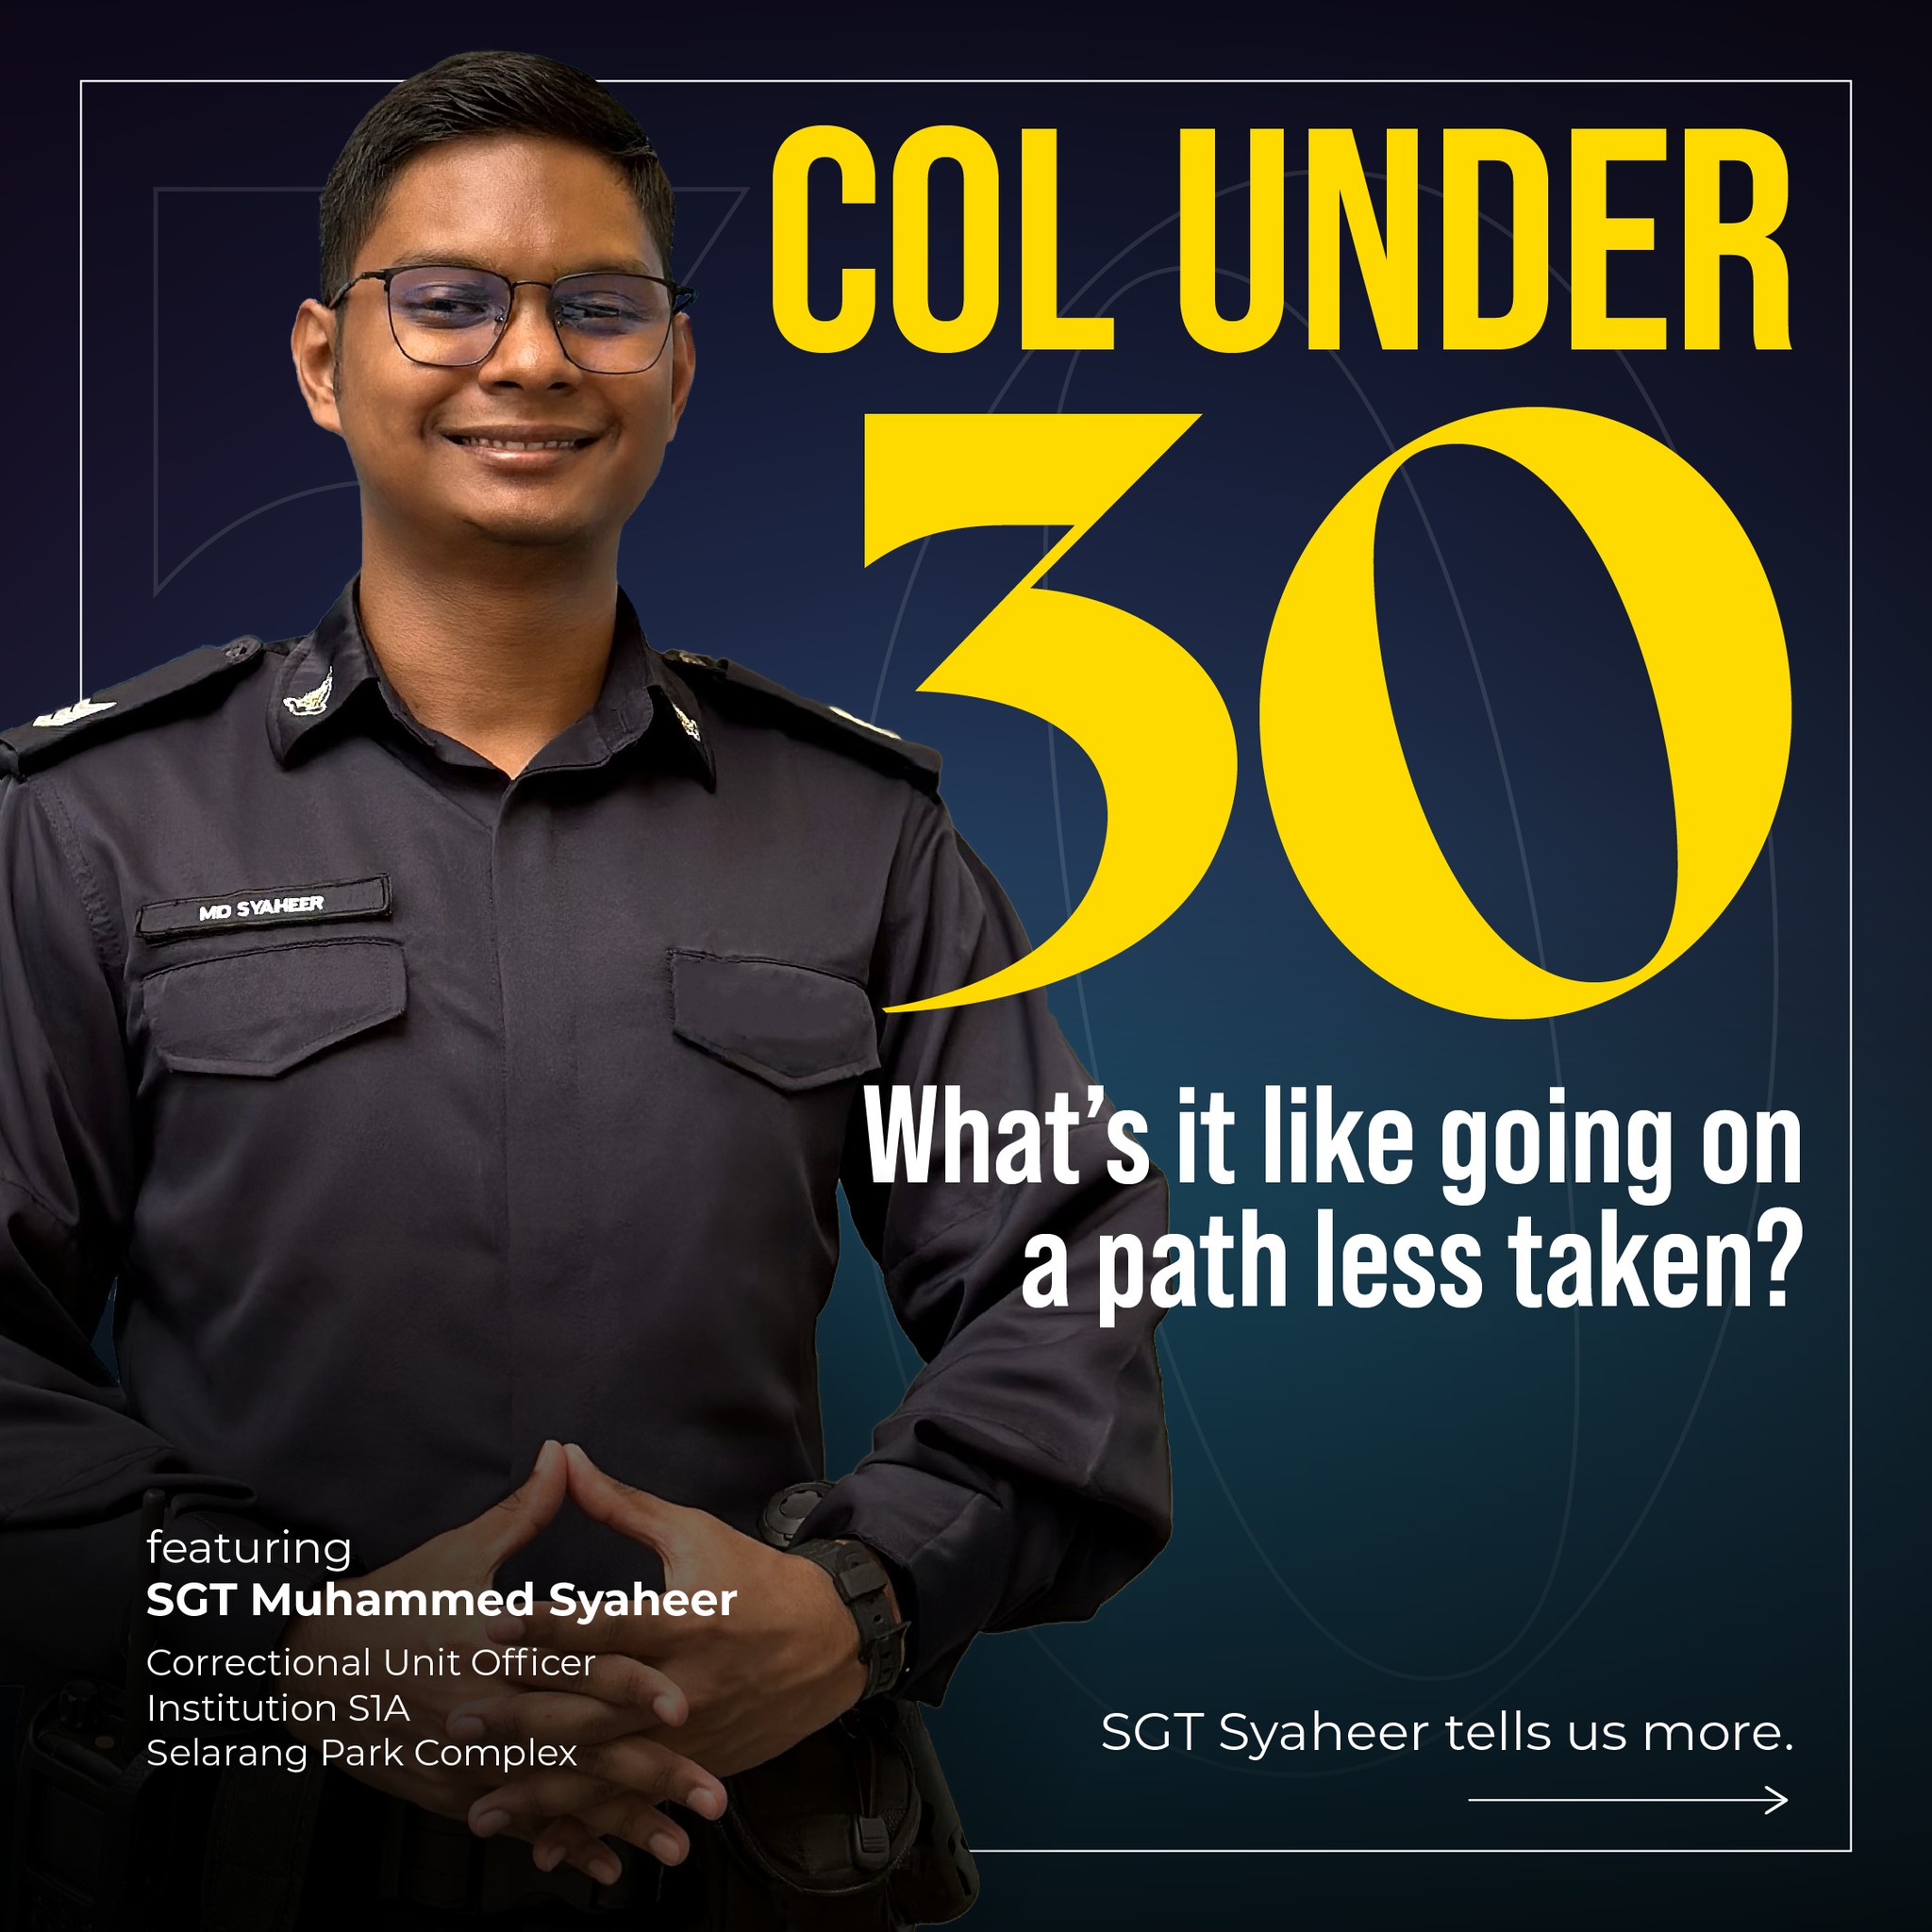 COL UNDER
30
MD SYAHEER
What’s it like going on
a path less taken?
featuring
SGT Muhammed Syaheer
Correctional Unit Officer
Institution S1A
Selarang Park Complex
SGT Syaheer tells us more.